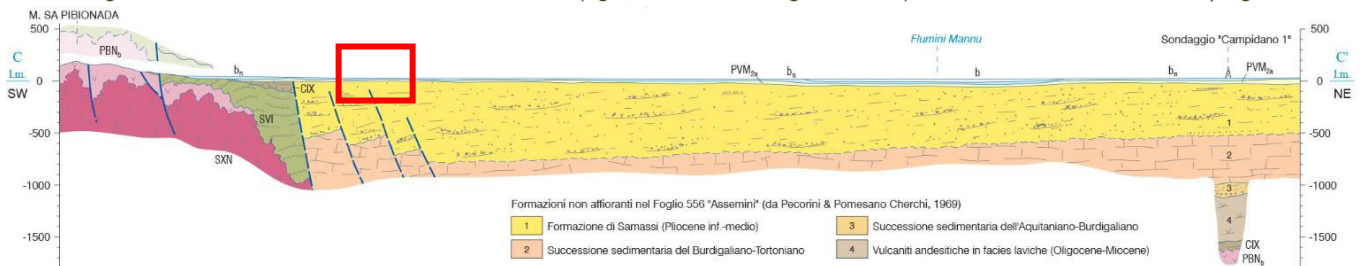 M. SA PIBIONADA
500
C
l.m.
0
SW
-500
-1000
-1500
PBNb
bn
CIX
SVI
SXN
Flumini Mannu
PVM2a
bn
b
bn
Sondaggio "Campidano 1"
PVM2a
500
C'
l.m.
0
NE
-500
-1000
-1500
1
2
3
4
CIX
PBNb
Formazioni non affioranti nel Foglio 556 "Assemini" (da Pecorini & Pomesano Cherchi, 1969)
1 Formazione di Samassi (Pliocene inf.-medio)
3 Successione sedimentaria dell'Aquitaniano-Burdigaliano
2 Successione sedimentaria del Burdigaliano-Tortoniano
4 Vulcaniti andesitiche in facies laviche (Oligocene-Miocene)